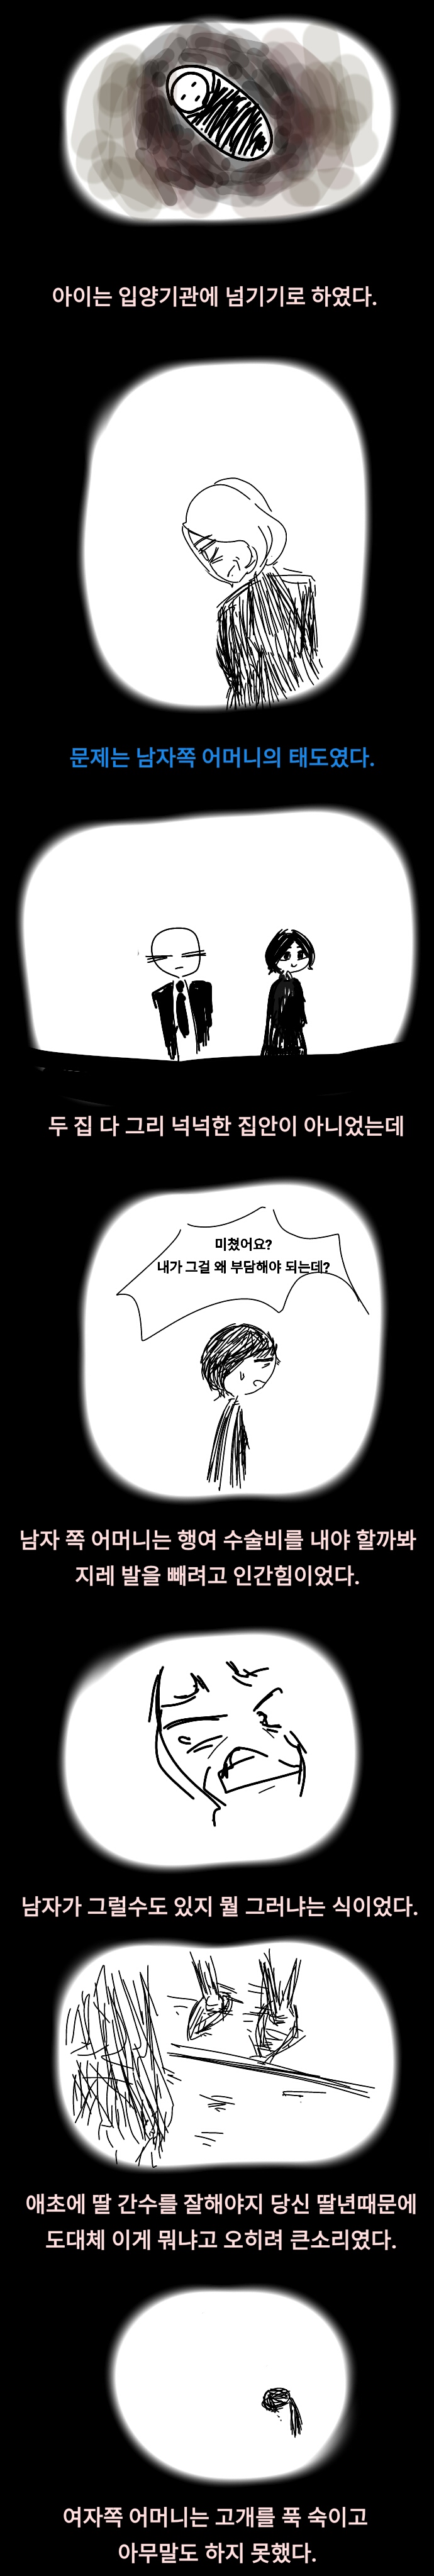 아이는 입양기관에 넘기기로 하였다.
문제는 남자쪽 어머니의 태도였다.
두 집 다 그리 넉넉한 집안이 아니었는데
미쳤어요?
내가 그걸 왜 부담해야 되는데?
남자 쪽 어머니는 행여 수술비를 내야 할까봐
지레 발을 빼려고 인간힘이었다.
남자가 그럴수도 있지 뭘 그러냐는 식이었다.
애초에 딸 간수를 잘해야지 당신 딸년때문에
도대체 이게 뭐냐고 오히려 큰소리였다.
여자쪽 어머니는 고개를 푹 숙이고
아무말도 하지 못했다.